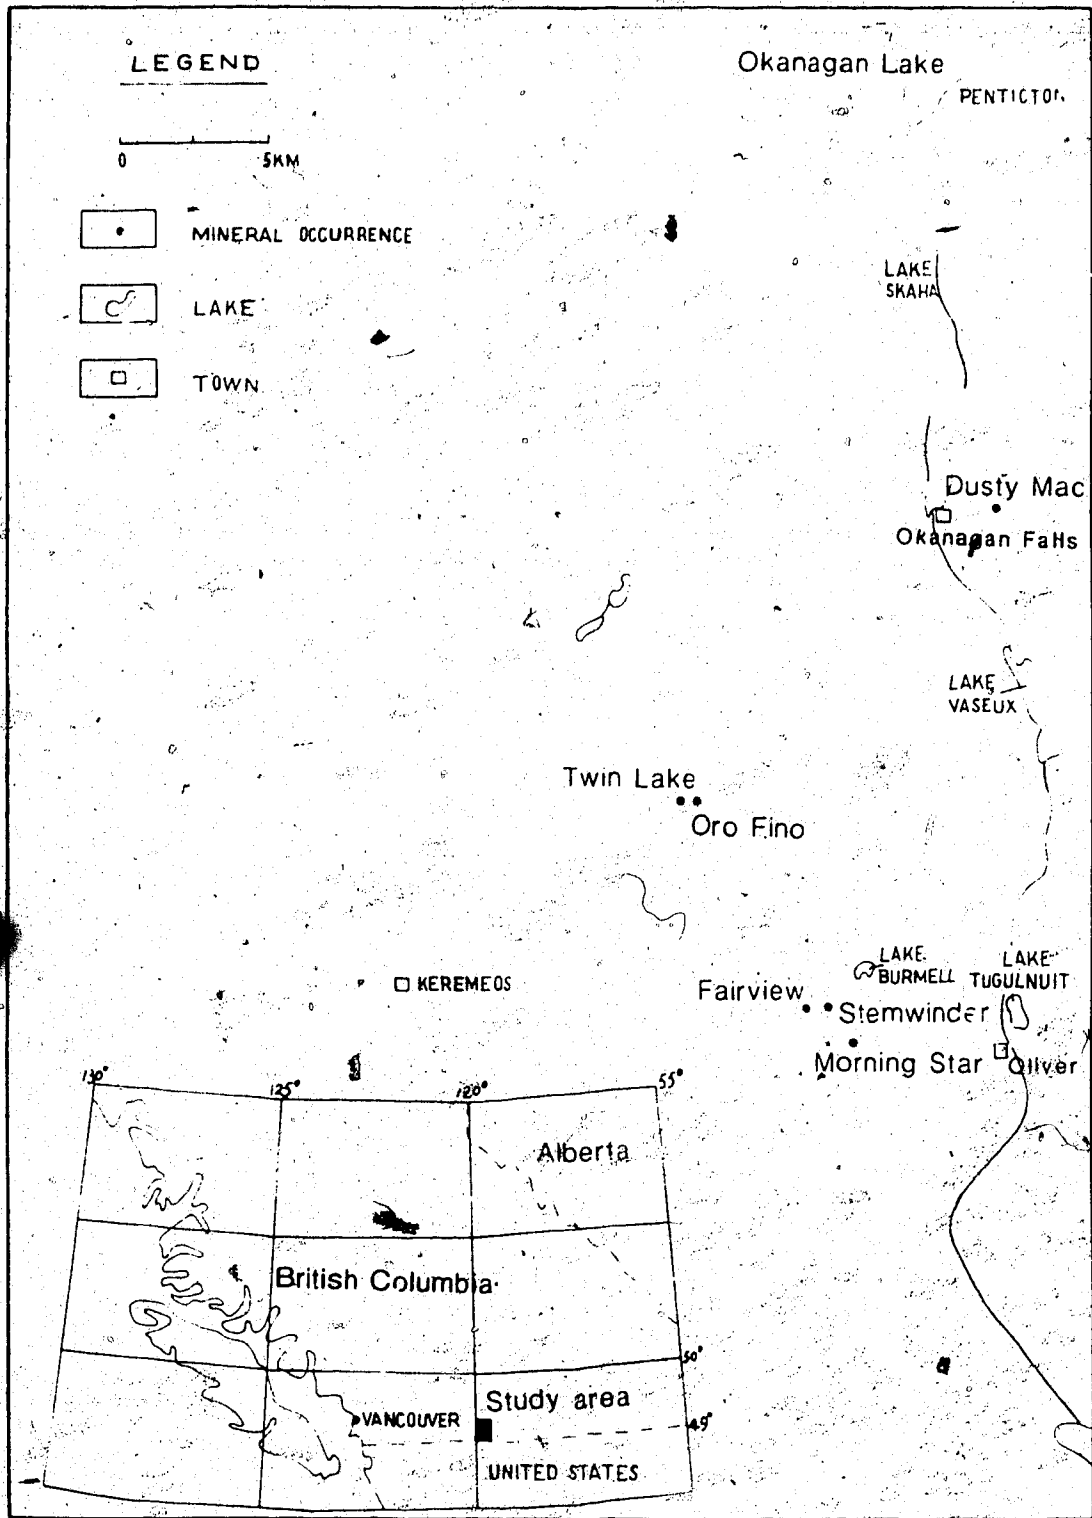 LEGEND
0 5KM
MINERAL OCCURRENCE
LAKE
TOWN
Okanagan Lake
PENTICTON
LAKE
SKAHA
Dusty Mac
Okanagan Falls
LAKE
VASEUX
Twin Lake
Oro Fino
KEREMEOS
LAKE
BURMELL
LAKE
TUGULNUIT
Fairview
Stemwinder
Morning Star
Oliver
130°
125°
120°
55°
Alberta
British Columbia
50°
Study area
49°
VANCOUVER
UNITED STATES